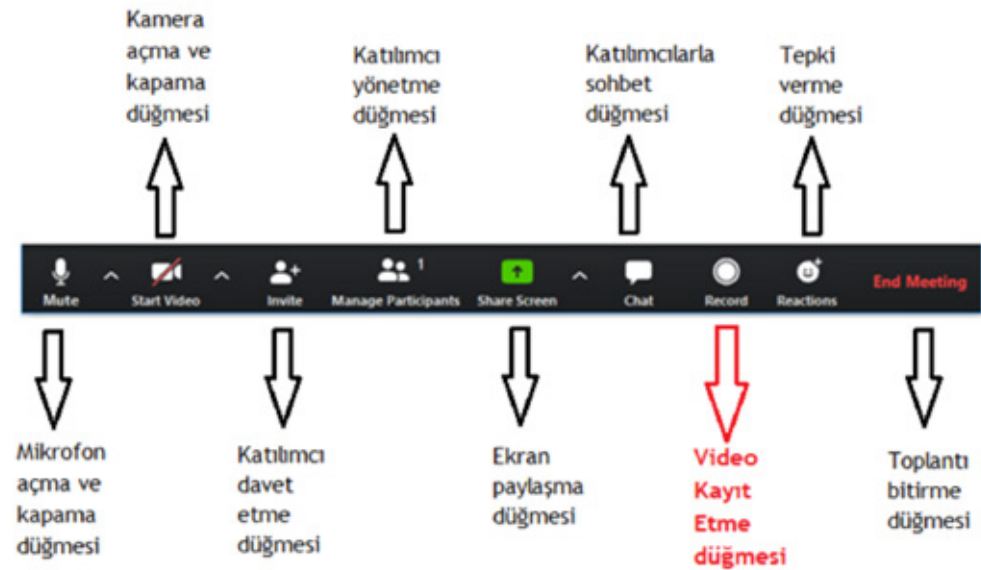 Kamera
açma ve
kapama
düğmesi
Katılımcı
yönetme
düğmesi
Katılımcılarla
sohbet
düğmesi
Tepki
verme
düğmesi
Mute
Start Video
Invite
Manage Participants
1
Share Screen
Chat
Record
Reactions
End Meeting
Mikrofon
açma ve
kapama
düğmesi
Katılımcı
davet
etme
düğmesi
Ekran
paylaşma
düğmesi
Video
Kayıt
Etme
düğmesi
Toplantı
bitirme
düğmesi